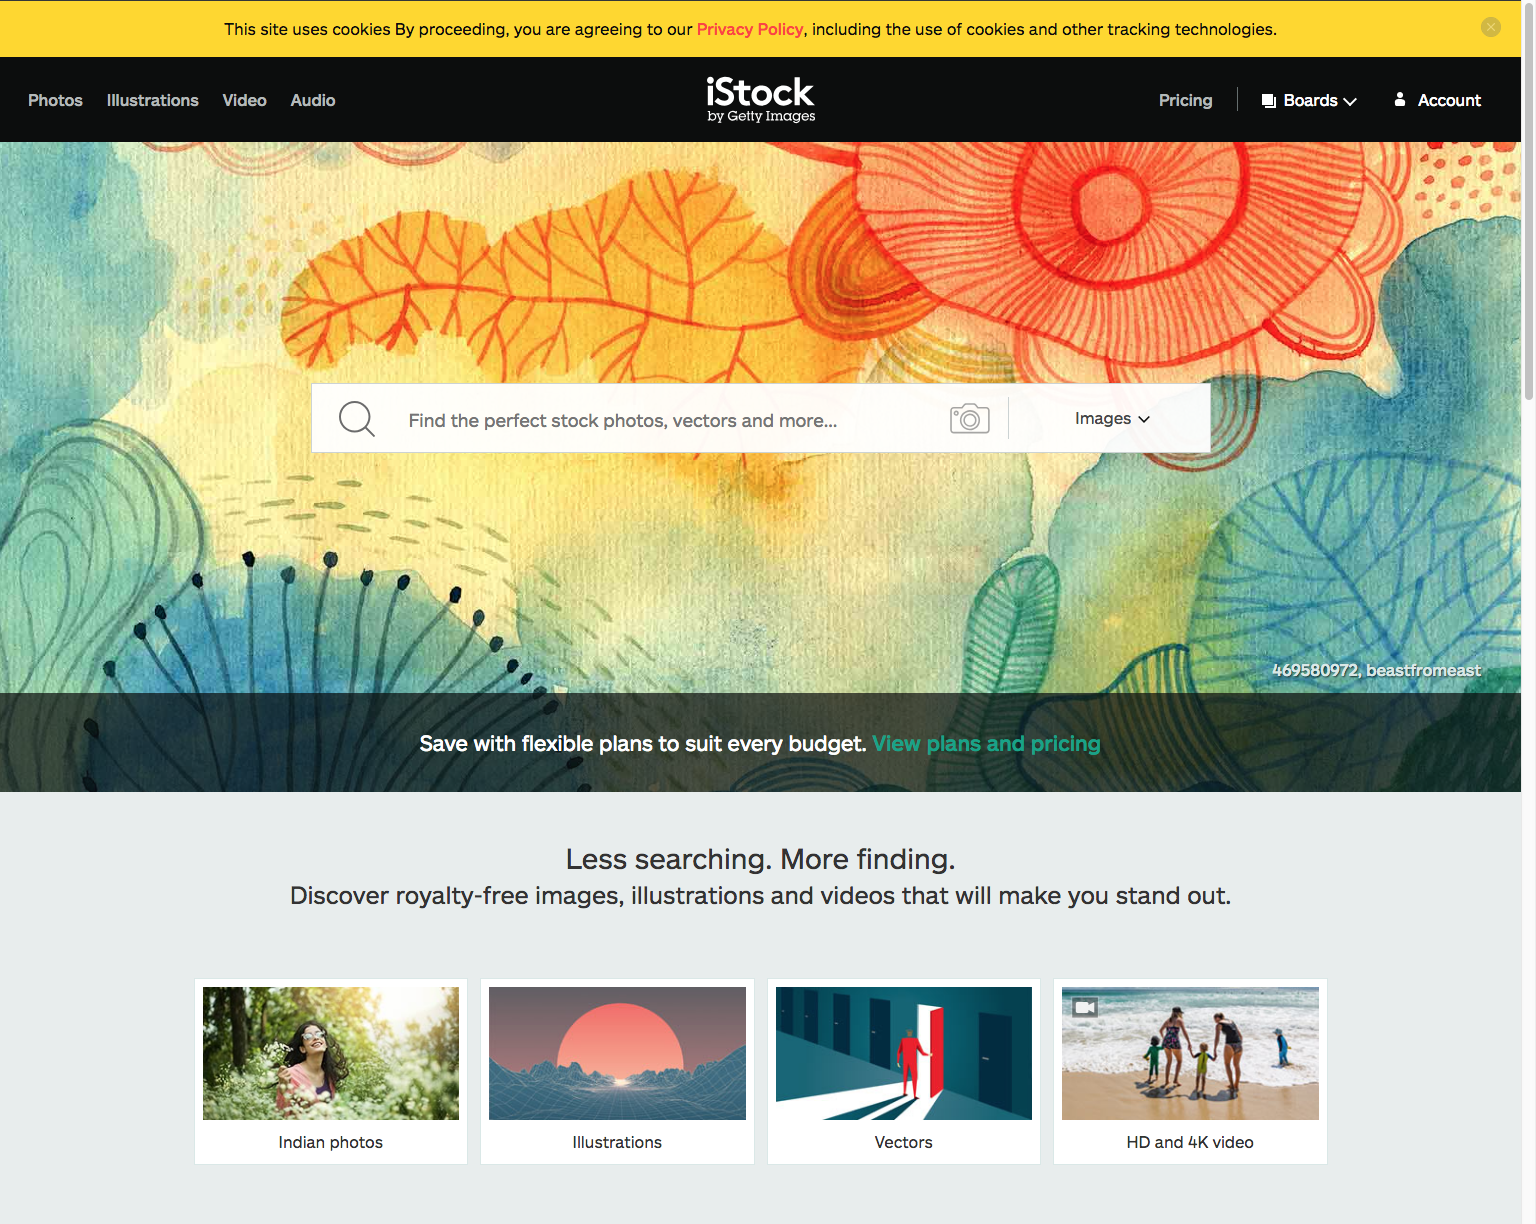 This site uses cookies By proceeding, you are agreeing to our Privacy Policy, including the use of cookies and other tracking technologies.
Photos Illustrations Video Audio
iStock
by Getty Images
Pricing Boards Account
Find the perfect stock photos, vectors and more...
Images
469580972, beastfromeast
Save with flexible plans to suit every budget. View plans and pricing
Less searching. More finding.
Discover royalty-free images, illustrations and videos that will make you stand out.
Indian photos
Illustrations
Vectors
HD and 4K video